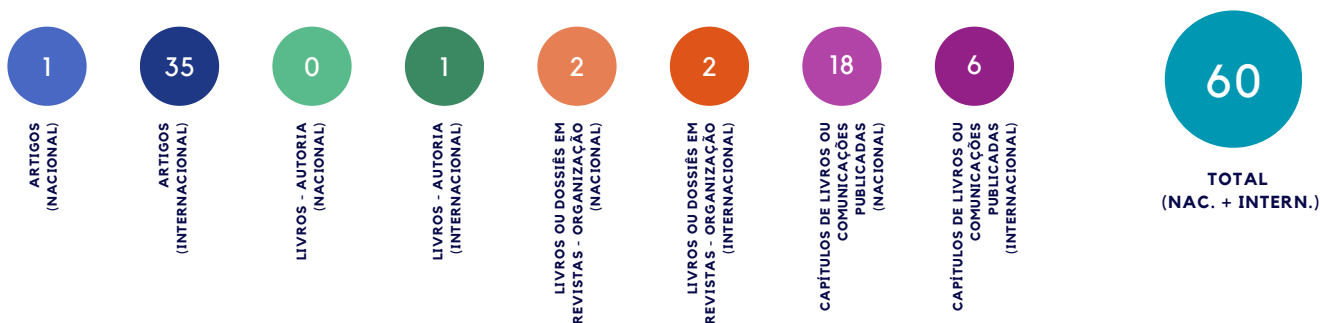 1
35
0
1
2
2
18
6
60
ARTIGOS
(NACIONAL)
ARTIGOS
(INTERNACIONAL)
LIVROS - AUTORIA
(NACIONAL)
LIVROS - AUTORIA
(INTERNACIONAL)
LIVROS OU DOSSIÊS EM
REVISTAS - ORGANIZAÇÃO
(NACIONAL)
LIVROS OU DOSSIÊS EM
REVISTAS - ORGANIZAÇÃO
(INTERNACIONAL)
CAPÍTULOS DE LIVROS OU
COMUNICAÇÕES
PUBLICADAS
(NACIONAL)
CAPÍTULOS DE LIVROS OU
COMUNICAÇÕES
PUBLICADAS
(INTERNACIONAL)
TOTAL
(NAC. + INTERN.)